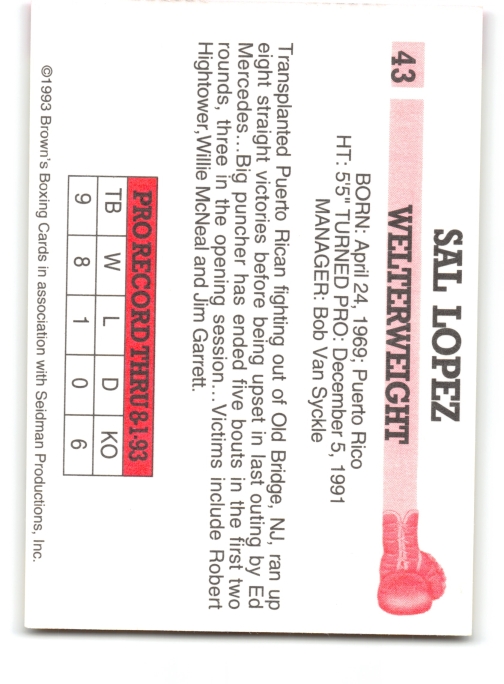 SAL LOPEZ
43 WELTERWEIGHT
BORN: April 24, 1969; Puerto Rico
HT: 5'5" TURNED PRO: December 5, 1991
MANAGER: Bob Van Syckle
Transplanted Puerto Rican fighting out of Old Bridge, NJ, ran up
eight straight victories before being upset in last outing by Ed
Mercedes...Big puncher has ended five bouts in the first two
rounds, three in the opening session...Victims include Robert
Hightower,Willie McNeal and Jim Garrett.
PRO RECORD THRU 8-1-93
TB W L D KO
9 8 1 0 6
©1993 Brown's Boxing Cards in association with Seidman Productions, Inc.